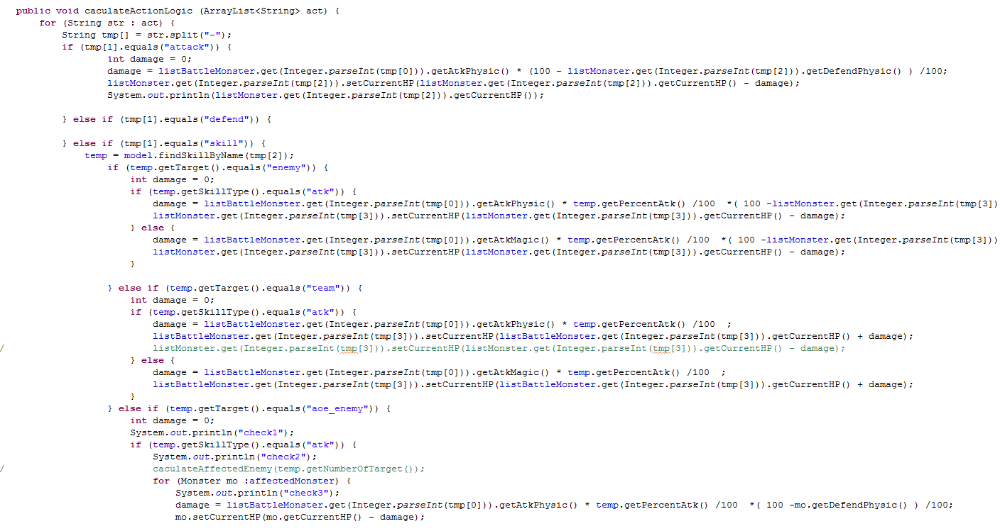 public void caculateActionLogic (ArrayList<String> act) {
for (String str : act) {
String tmp[] = str.split("-");
if (tmp[1].equals("attack")) {
int damage = 0;
damage = listBattleMonster.get(Integer.parseInt(tmp[0])).getAtkPhysic() * (100 - listMonster.get(Integer.parseInt(tmp[2])).getDefendPhysic() ) /100;
listMonster.get(Integer.parseInt(tmp[2])).setCurrentHP(listMonster.get(Integer.parseInt(tmp[2])).getCurrentHP() - damage);
System.out.println(listMonster.get(Integer.parseInt(tmp[2])).getCurrentHP());
} else if (tmp[1].equals("defend")) {
} else if (tmp[1].equals("skill")) {
temp = model.findSkillByName(tmp[2]);
if (temp.getTarget().equals("enemy")) {
int damage = 0;
if (temp.getSkillType().equals("atk")) {
damage = listBattleMonster.get(Integer.parseInt(tmp[0])).getAtkPhysic() * temp.getPercentAtk() /100  *( 100 -listMonster.get(Integer.parseInt(tmp[3])
listMonster.get(Integer.parseInt(tmp[3])).setCurrentHP(listMonster.get(Integer.parseInt(tmp[3])).getCurrentHP() - damage);
} else {
damage = listBattleMonster.get(Integer.parseInt(tmp[0])).getAtkMagic() * temp.getPercentAtk() /100  *( 100 -listMonster.get(Integer.parseInt(tmp[3]))
listMonster.get(Integer.parseInt(tmp[3])).setCurrentHP(listMonster.get(Integer.parseInt(tmp[3])).getCurrentHP() - damage);
}
} else if (temp.getTarget().equals("team")) {
int damage = 0;
if (temp.getSkillType().equals("atk")) {
damage = listBattleMonster.get(Integer.parseInt(tmp[0])).getAtkPhysic() * temp.getPercentAtk() /100  ;
listBattleMonster.get(Integer.parseInt(tmp[3])).setCurrentHP(listBattleMonster.get(Integer.parseInt(tmp[3])).getCurrentHP() + damage);
/ listMonster.get(Integer.parseInt(tmp[3])).setCurrentHP(listMonster.get(Integer.parseInt(tmp[3])).getCurrentHP() - damage);
} else {
damage = listBattleMonster.get(Integer.parseInt(tmp[0])).getAtkMagic() * temp.getPercentAtk() /100  ;
listBattleMonster.get(Integer.parseInt(tmp[3])).setCurrentHP(listBattleMonster.get(Integer.parseInt(tmp[3])).getCurrentHP() + damage);
}
} else if (temp.getTarget().equals("aoe_enemy")) {
int damage = 0;
System.out.println("check1");
if (temp.getSkillType().equals("atk")) {
System.out.println("check2");
/ caculateAffectedEnemy(temp.getNumberOfTarget());
for (Monster mo :affectedMonster) {
System.out.println("check3");
damage = listBattleMonster.get(Integer.parseInt(tmp[0])).getAtkPhysic() * temp.getPercentAtk() /100  *( 100 -mo.getDefendPhysic() ) /100;
mo.setCurrentHP(mo.getCurrentHP() - damage);